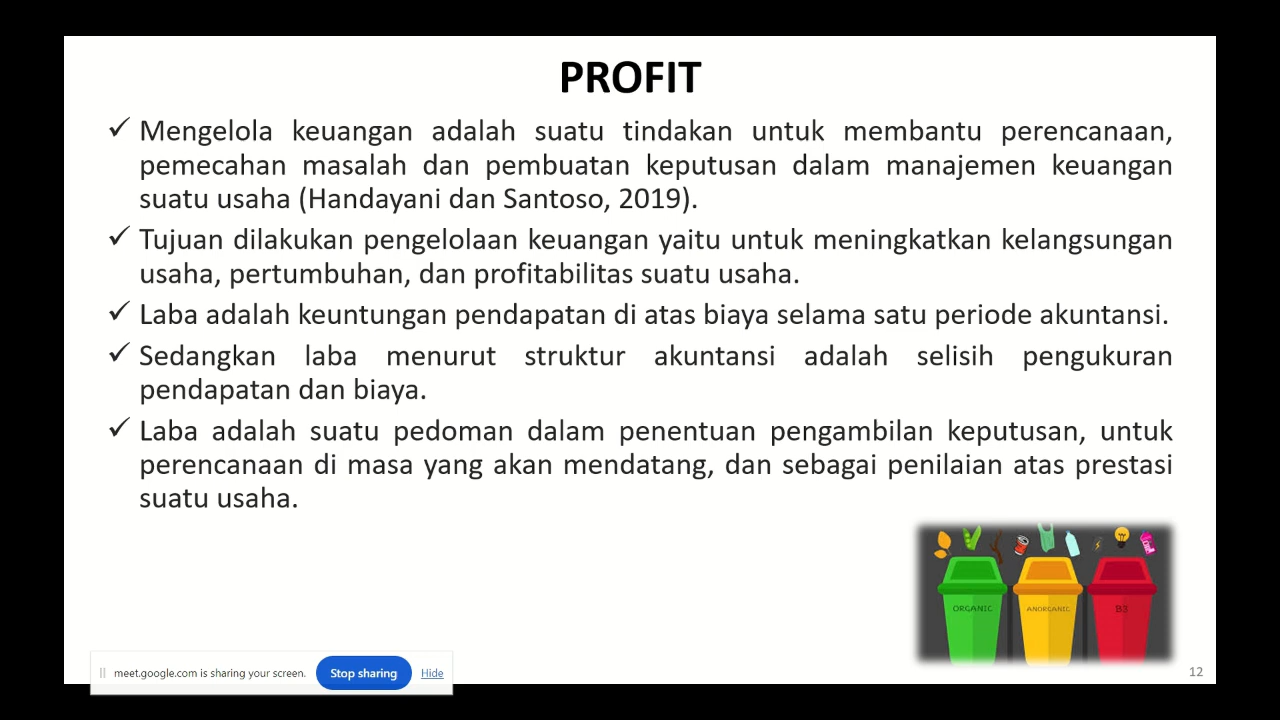 PROFIT
✓ Mengelola keuangan adalah suatu tindakan untuk membantu perencanaan,
pemecahan masalah dan pembuatan keputusan dalam manajemen keuangan
suatu usaha (Handayani dan Santoso, 2019).
✓ Tujuan dilakukan pengelolaan keuangan yaitu untuk meningkatkan kelangsungan
usaha, pertumbuhan, dan profitabilitas suatu usaha.
✓ Laba adalah keuntungan pendapatan di atas biaya selama satu periode akuntansi.
✓ Sedangkan laba menurut struktur akuntansi adalah selisih pengukuran
pendapatan dan biaya.
✓ Laba adalah suatu pedoman dalam penentuan pengambilan keputusan, untuk
perencanaan di masa yang akan mendatang, dan sebagai penilaian atas prestasi
suatu usaha.
ORGANIC ANORGANIC B3
meet.google.com is sharing your screen. Stop sharing Hide
12